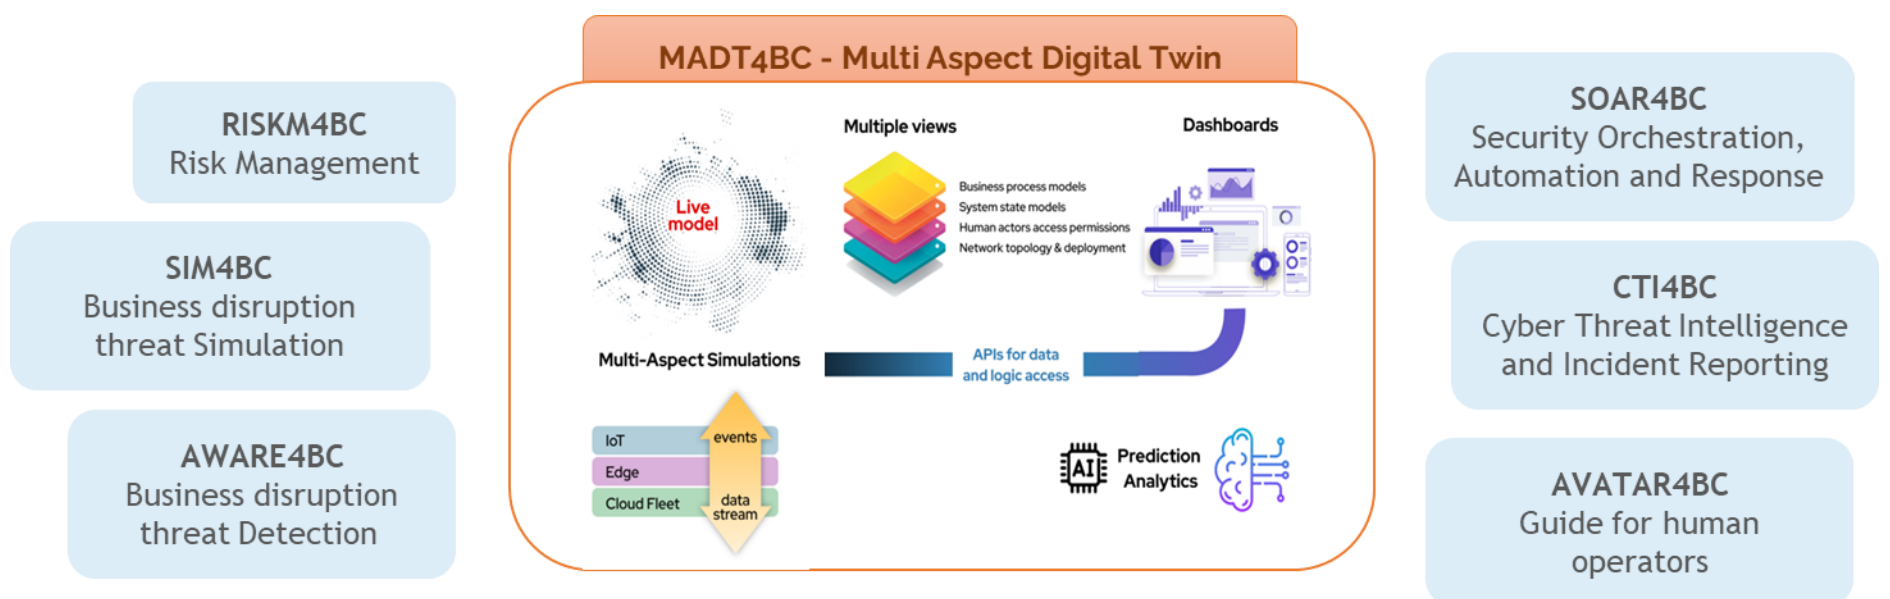 MADT4BC - Multi Aspect Digital Twin
RISKM4BC
Risk Management
SIM4BC
Business disruption
threat Simulation
AWARE4BC
Business disruption
threat Detection
Live
model
Multi-Aspect Simulations
Multiple views
Business process models
System state models
Human actors access permissions
Network topology & deployment
Dashboards
APIs for data
and logic access
IoT
Edge
Cloud Fleet
events
data
stream
AI
Prediction
Analytics
SOAR4BC
Security Orchestration,
Automation and Response
CTI4BC
Cyber Threat Intelligence
and Incident Reporting
AVATAR4BC
Guide for human
operators